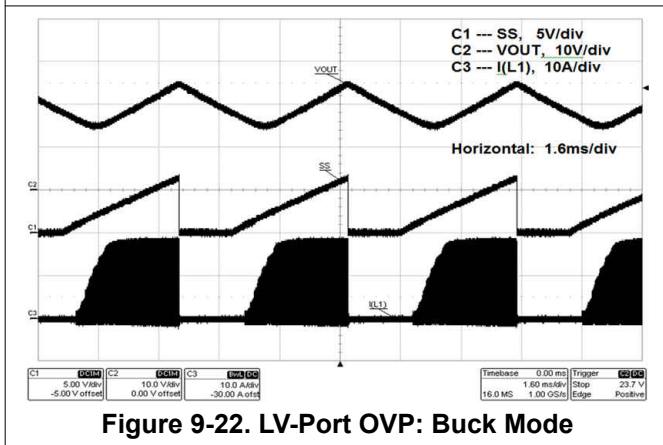 C1 --- SS, 5V/div
C2 --- VOUT, 10V/div
C3 --- I(L1), 10A/div
VOUT
Horizontal: 1.6ms/div
SS
C2
C1
I(L1)
C3
C1 DC1M C2 DC1M C3 BwL DC Timebase 0.00 ms Trigger C2 DC
5.00 V/div 10.0 V/div 10.0 A/div 1.60 ms/div Stop 23.7 V
-5.00 V offset 0.00 V offset -30.00 A ofst 16.0 MS 1.00 GS/s Edge Positive
Figure 9-22. LV-Port OVP: Buck Mode